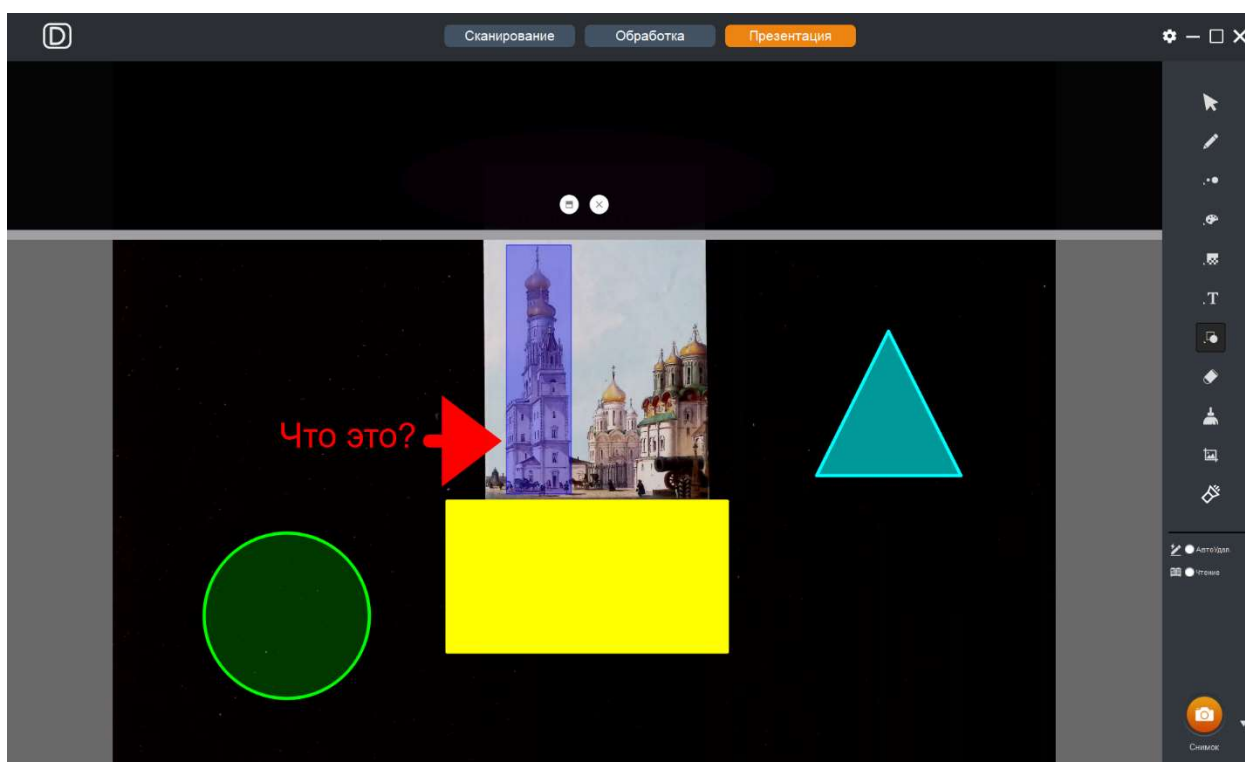 D
Сканирование
Обработка
Презентация
.T
Что это?
АвтоУдал.
Чтение
Снимок